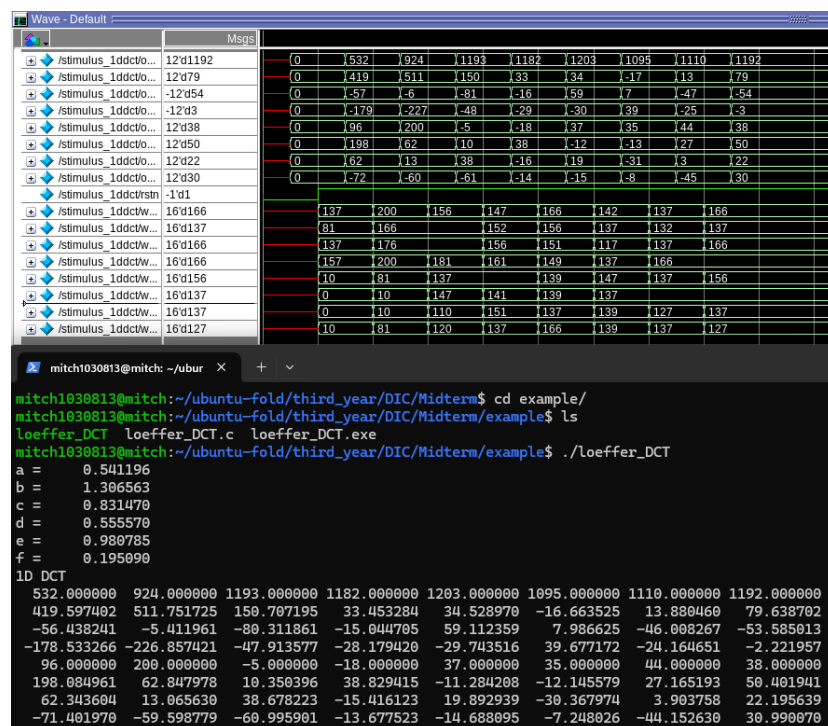 Wave - Default
Msgs
/stimulus_1ddct/o... 12'd1192 0 532 924 1193 1182 1203 1095 1110 1192
/stimulus_1ddct/o... 12'd79 0 419 511 150 33 34 -17 13 79
/stimulus_1ddct/o... -12'd54 0 -57 -6 -81 -16 59 7 -47 -54
/stimulus_1ddct/o... -12'd3 0 -179 -227 -48 -29 -30 39 -25 -3
/stimulus_1ddct/o... 12'd38 0 96 200 -5 -18 37 35 44 38
/stimulus_1ddct/o... 12'd50 0 198 62 10 38 -12 -13 27 50
/stimulus_1ddct/o... 12'd22 0 62 13 38 -16 19 -31 3 22
/stimulus_1ddct/o... 12'd30 0 -72 -60 -61 -14 -15 -8 -45 30
/stimulus_1ddct/rstn -1'd1
/stimulus_1ddct/w... 16'd166 137 200 156 147 166 142 137 166
/stimulus_1ddct/w... 16'd137 81 166 152 156 137 132 137
/stimulus_1ddct/w... 16'd166 137 176 156 151 117 137 166
/stimulus_1ddct/w... 16'd166 157 200 181 161 149 137 166
/stimulus_1ddct/w... 16'd156 10 81 137 139 147 137 156
/stimulus_1ddct/w... 16'd137 0 10 147 141 139 137
/stimulus_1ddct/w... 16'd137 0 10 110 151 137 139 127 137
/stimulus_1ddct/w... 16'd127 10 81 120 137 166 139 137 127
mitch1030813@mitch: ~/ubur
mitch1030813@mitch:~/ubuntu-fold/third_year/DIC/Midterm$ cd example/
mitch1030813@mitch:~/ubuntu-fold/third_year/DIC/Midterm/example$ ls
loeffer_DCT loeffer_DCT.c loeffer_DCT.exe
mitch1030813@mitch:~/ubuntu-fold/third_year/DIC/Midterm/example$ ./loeffer_DCT
a = 0.541196
b = 1.306563
c = 0.831470
d = 0.555570
e = 0.980785
f = 0.195090
1D DCT
532.000000 924.000000 1193.000000 1182.000000 1203.000000 1095.000000 1110.000000 1192.000000
419.597402 511.751725 150.707195 33.453284 34.528970 -16.663525 13.880460 79.638702
-56.438241 -5.411961 -80.311861 -15.044705 59.112359 7.986625 -46.008267 -53.585013
-178.533266 -226.857421 -47.913577 -28.179420 -29.743516 39.677172 -24.164651 -2.221957
96.000000 200.000000 -5.000000 -18.000000 37.000000 35.000000 44.000000 38.000000
198.084961 62.847978 10.350396 38.829415 -11.284208 -12.145579 27.165193 50.401941
62.343604 13.065630 38.678223 -15.416123 19.892939 -30.367974 3.903758 22.195639
-71.401970 -59.598779 -60.995901 -13.677523 -14.688095 -7.248026 -44.152630 30.990070